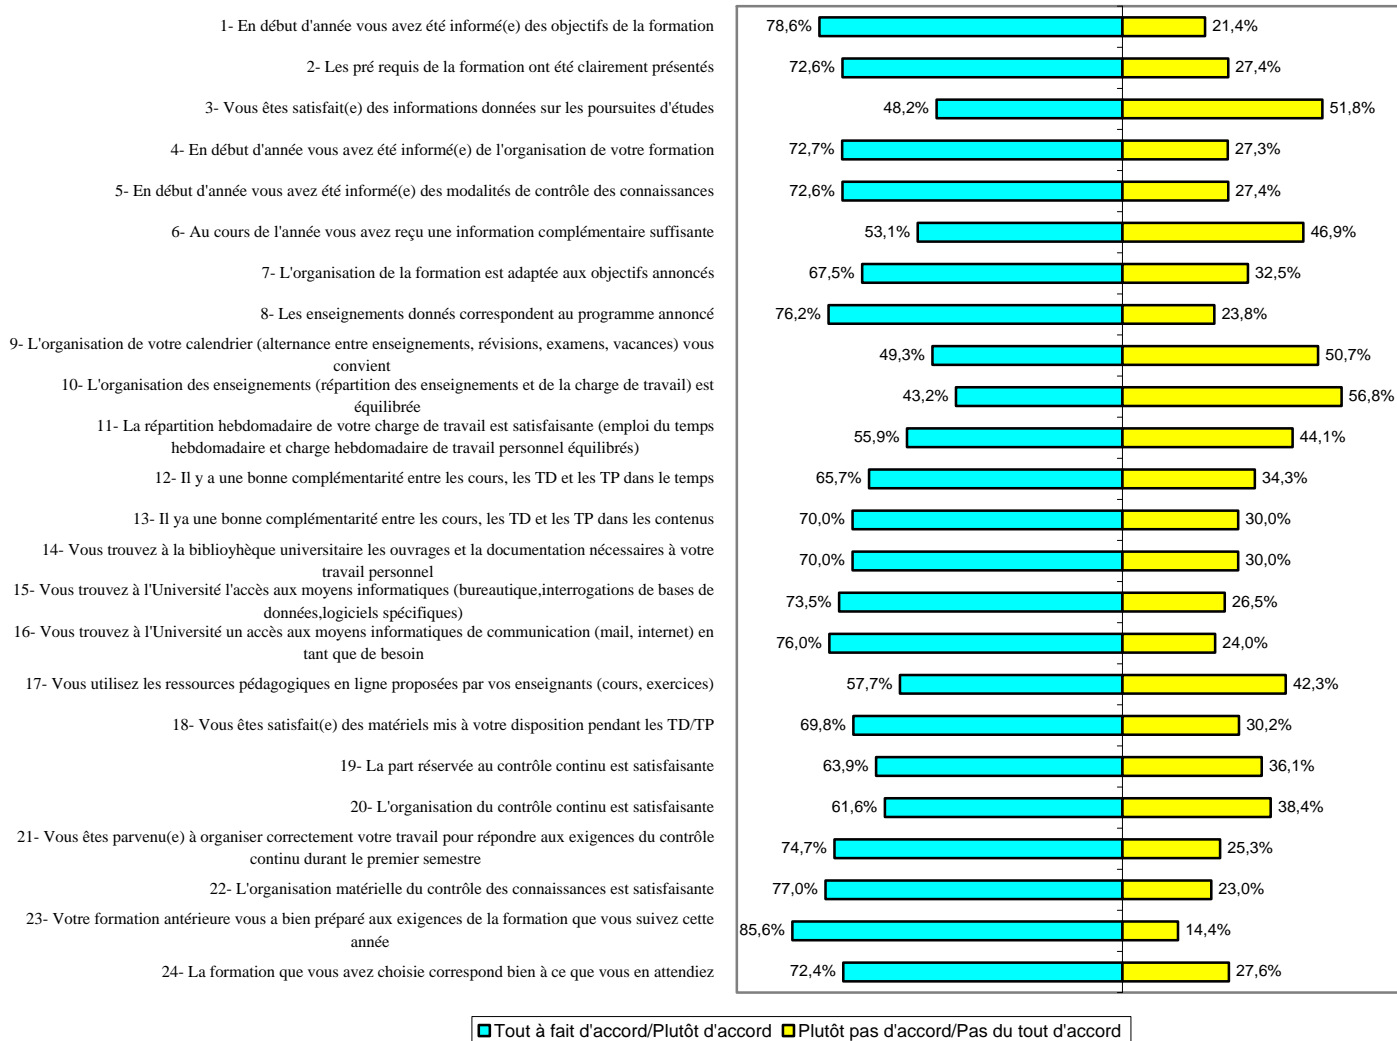 1- En début d'année vous avez été informé(e) des objectifs de la formation
78,6%
21,4%
2- Les pré requis de la formation ont été clairement présentés
72,6%
27,4%
3- Vous êtes satisfait(e) des informations données sur les poursuites d'études
48,2%
51,8%
4- En début d'année vous avez été informé(e) de l'organisation de votre formation
72,7%
27,3%
5- En début d'année vous avez été informé(e) des modalités de contrôle des connaissances
72,6%
27,4%
6- Au cours de l'année vous avez reçu une information complémentaire suffisante
53,1%
46,9%
7- L'organisation de la formation est adaptée aux objectifs annoncés
67,5%
32,5%
8- Les enseignements donnés correspondent au programme annoncé
76,2%
23,8%
9- L'organisation de votre calendrier (alternance entre enseignements, révisions, examens, vacances) vous
convient
49,3%
50,7%
10- L'organisation des enseignements (répartition des enseignements et de la charge de travail) est
équilibrée
43,2%
56,8%
11- La répartition hebdomadaire de votre charge de travail est satisfaisante (emploi du temps
hebdomadaire et charge hebdomadaire de travail personnel équilibrés)
55,9%
44,1%
12- Il y a une bonne complémentarité entre les cours, les TD et les TP dans le temps
65,7%
34,3%
13- Il ya une bonne complémentarité entre les cours, les TD et les TP dans les contenus
70,0%
30,0%
14- Vous trouvez à la biblioyhèque universitaire les ouvrages et la documentation nécessaires à votre
travail personnel
70,0%
30,0%
15- Vous trouvez à l'Université l'accès aux moyens informatiques (bureautique,interrogations de bases de
données,logiciels spécifiques)
73,5%
26,5%
16- Vous trouvez à l'Université un accès aux moyens informatiques de communication (mail, internet) en
tant que de besoin
76,0%
24,0%
17- Vous utilisez les ressources pédagogiques en ligne proposées par vos enseignants (cours, exercices)
57,7%
42,3%
18- Vous êtes satisfait(e) des matériels mis à votre disposition pendant les TD/TP
69,8%
30,2%
19- La part réservée au contrôle continu est satisfaisante
63,9%
36,1%
20- L'organisation du contrôle continu est satisfaisante
61,6%
38,4%
21- Vous êtes parvenu(e) à organiser correctement votre travail pour répondre aux exigences du contrôle
continu durant le premier semestre
74,7%
25,3%
22- L'organisation matérielle du contrôle des connaissances est satisfaisante
77,0%
23,0%
23- Votre formation antérieure vous a bien préparé aux exigences de la formation que vous suivez cette
année
85,6%
14,4%
24- La formation que vous avez choisie correspond bien à ce que vous en attendiez
72,4%
27,6%
Tout à fait d'accord/Plutôt d'accord
Plutôt pas d'accord/Pas du tout d'accord